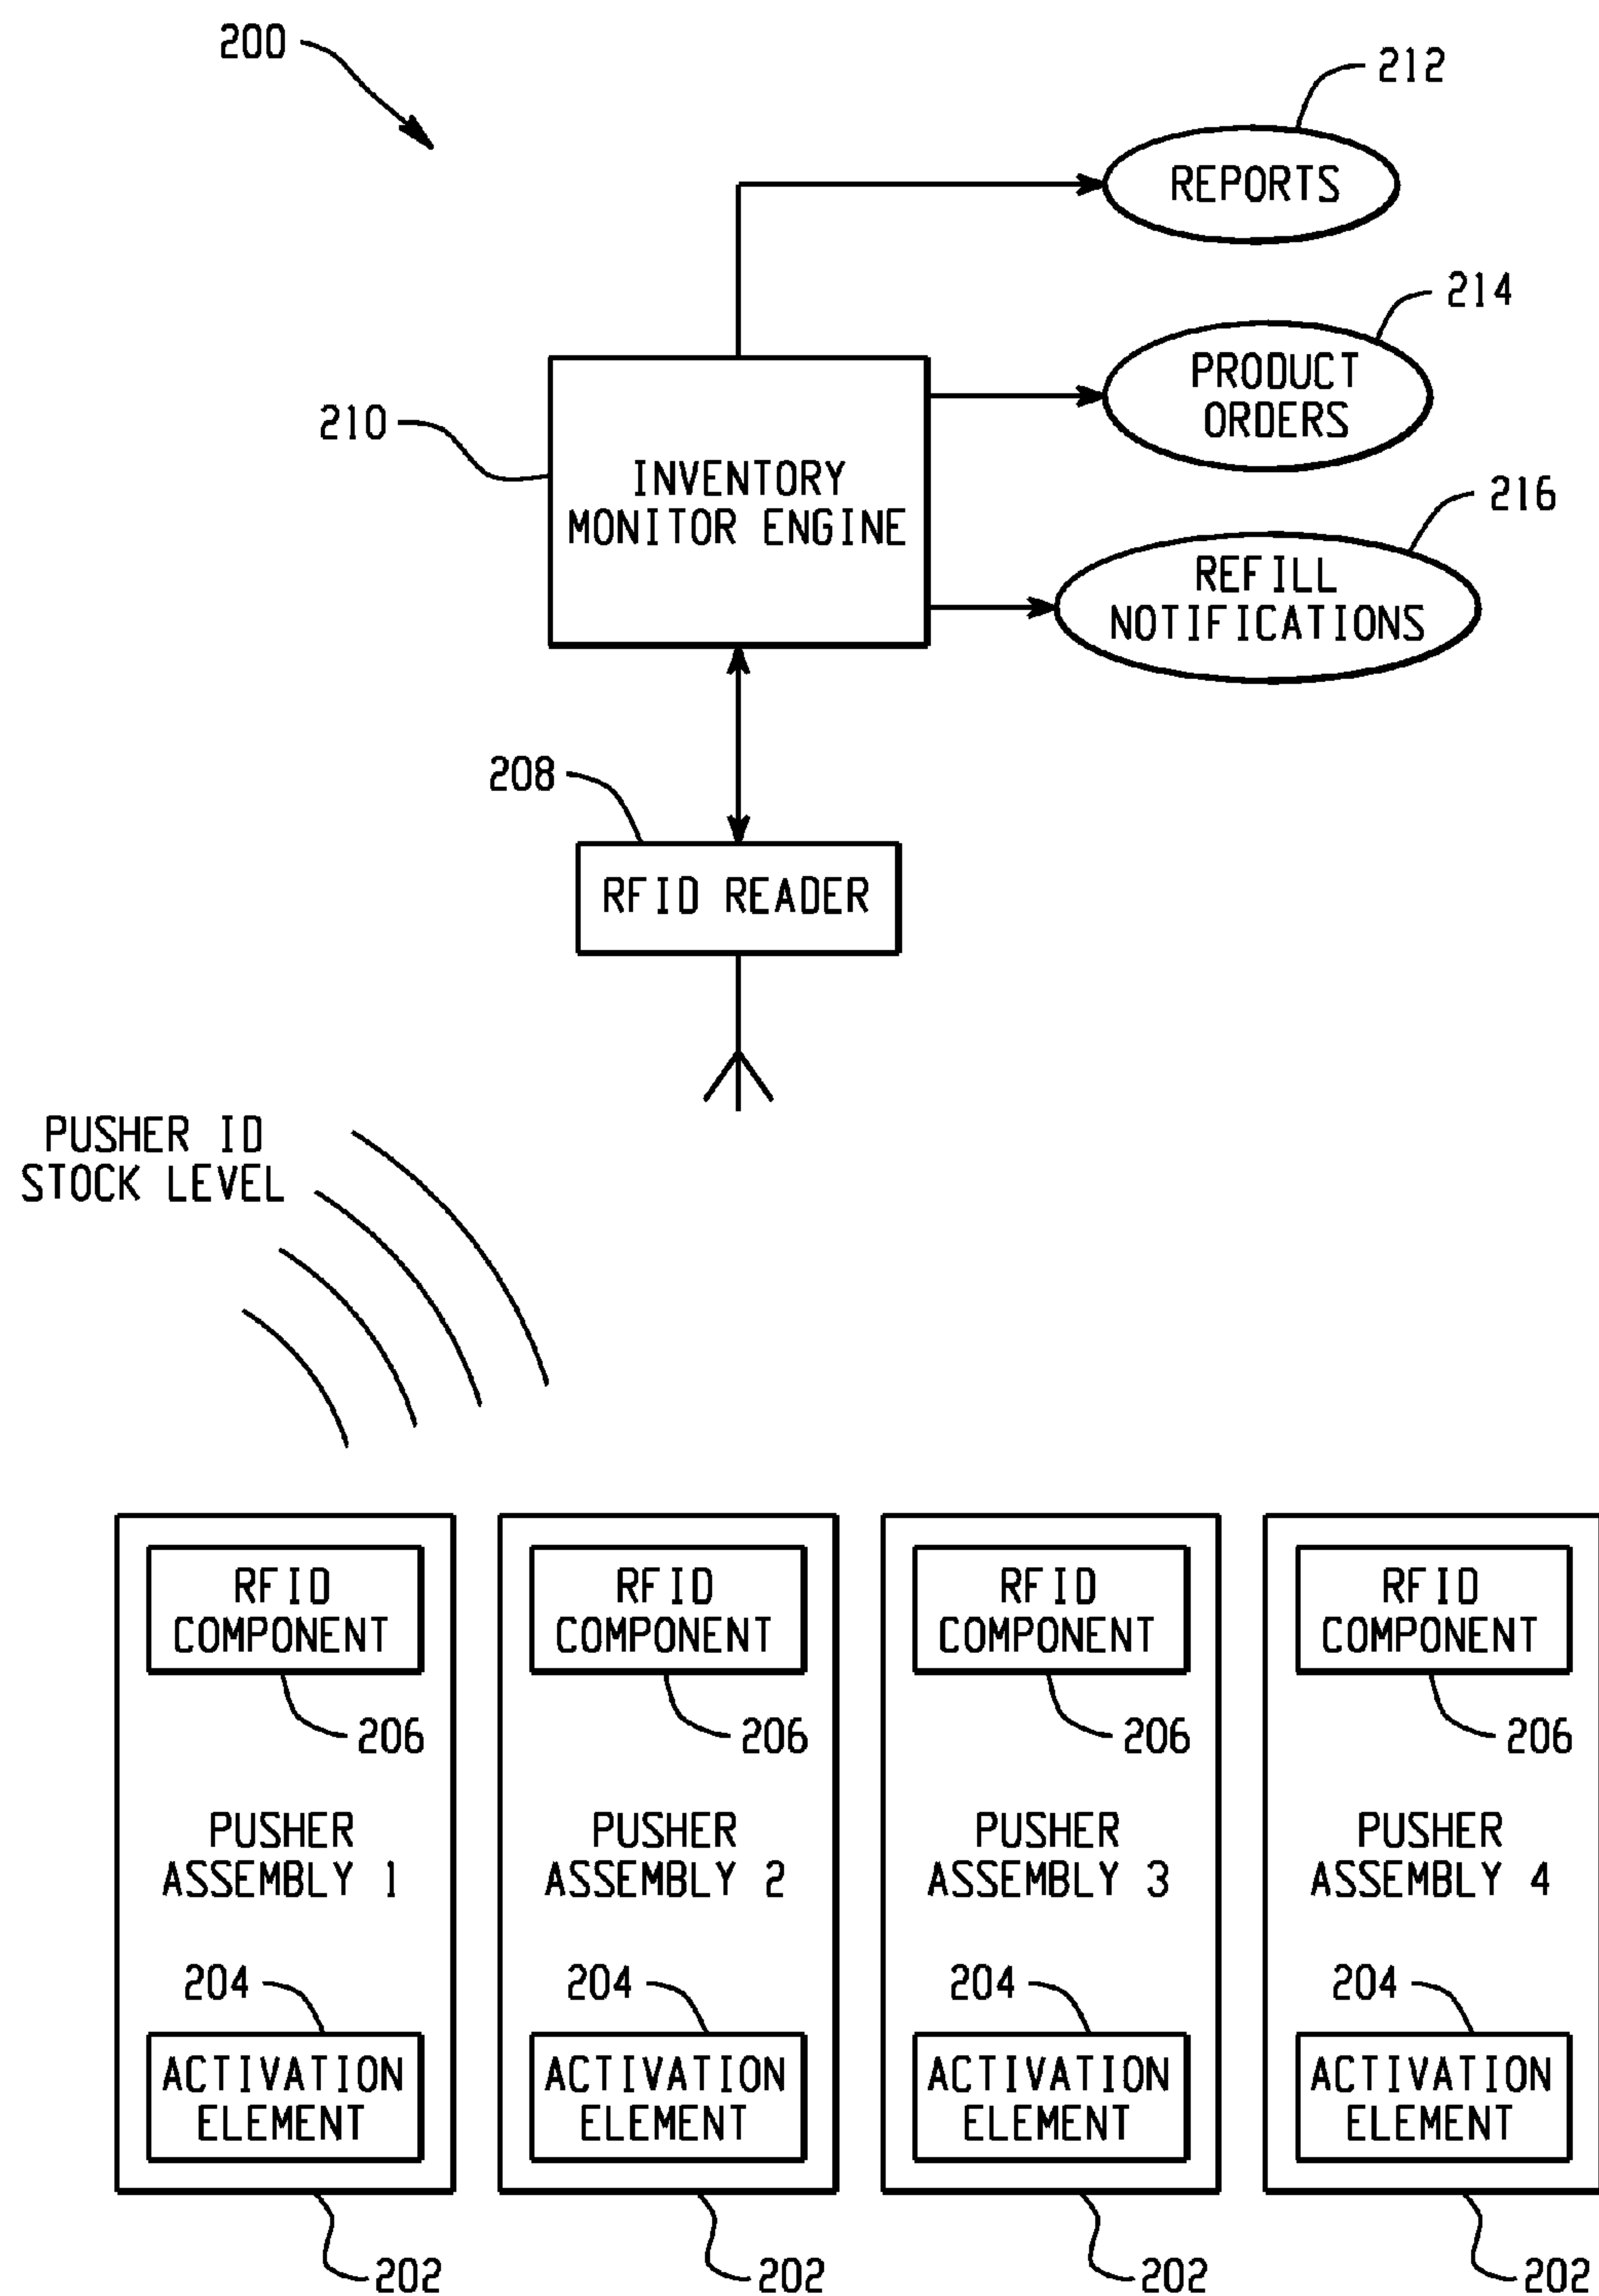 200
212
REPORTS
214
PRODUCT
ORDERS
210
INVENTORY
MONITOR ENGINE
216
REFILL
NOTIFICATIONS
208
RFID READER
PUSHER ID
STOCK LEVEL
RFID
COMPONENT
206
PUSHER
ASSEMBLY 1
204
ACTIVATION
ELEMENT
202
RFID
COMPONENT
206
PUSHER
ASSEMBLY 2
204
ACTIVATION
ELEMENT
202
RFID
COMPONENT
206
PUSHER
ASSEMBLY 3
204
ACTIVATION
ELEMENT
202
RFID
COMPONENT
206
PUSHER
ASSEMBLY 4
204
ACTIVATION
ELEMENT
202